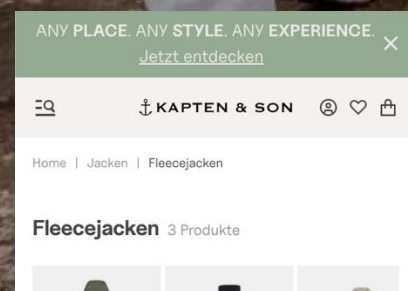 ANY PLACE. ANY STYLE. ANY EXPERIENCE.
Jetzt entdecken
KAPTEN & SON
Home | Jacken | Fleecejacken
Fleecejacken 3 Produkte